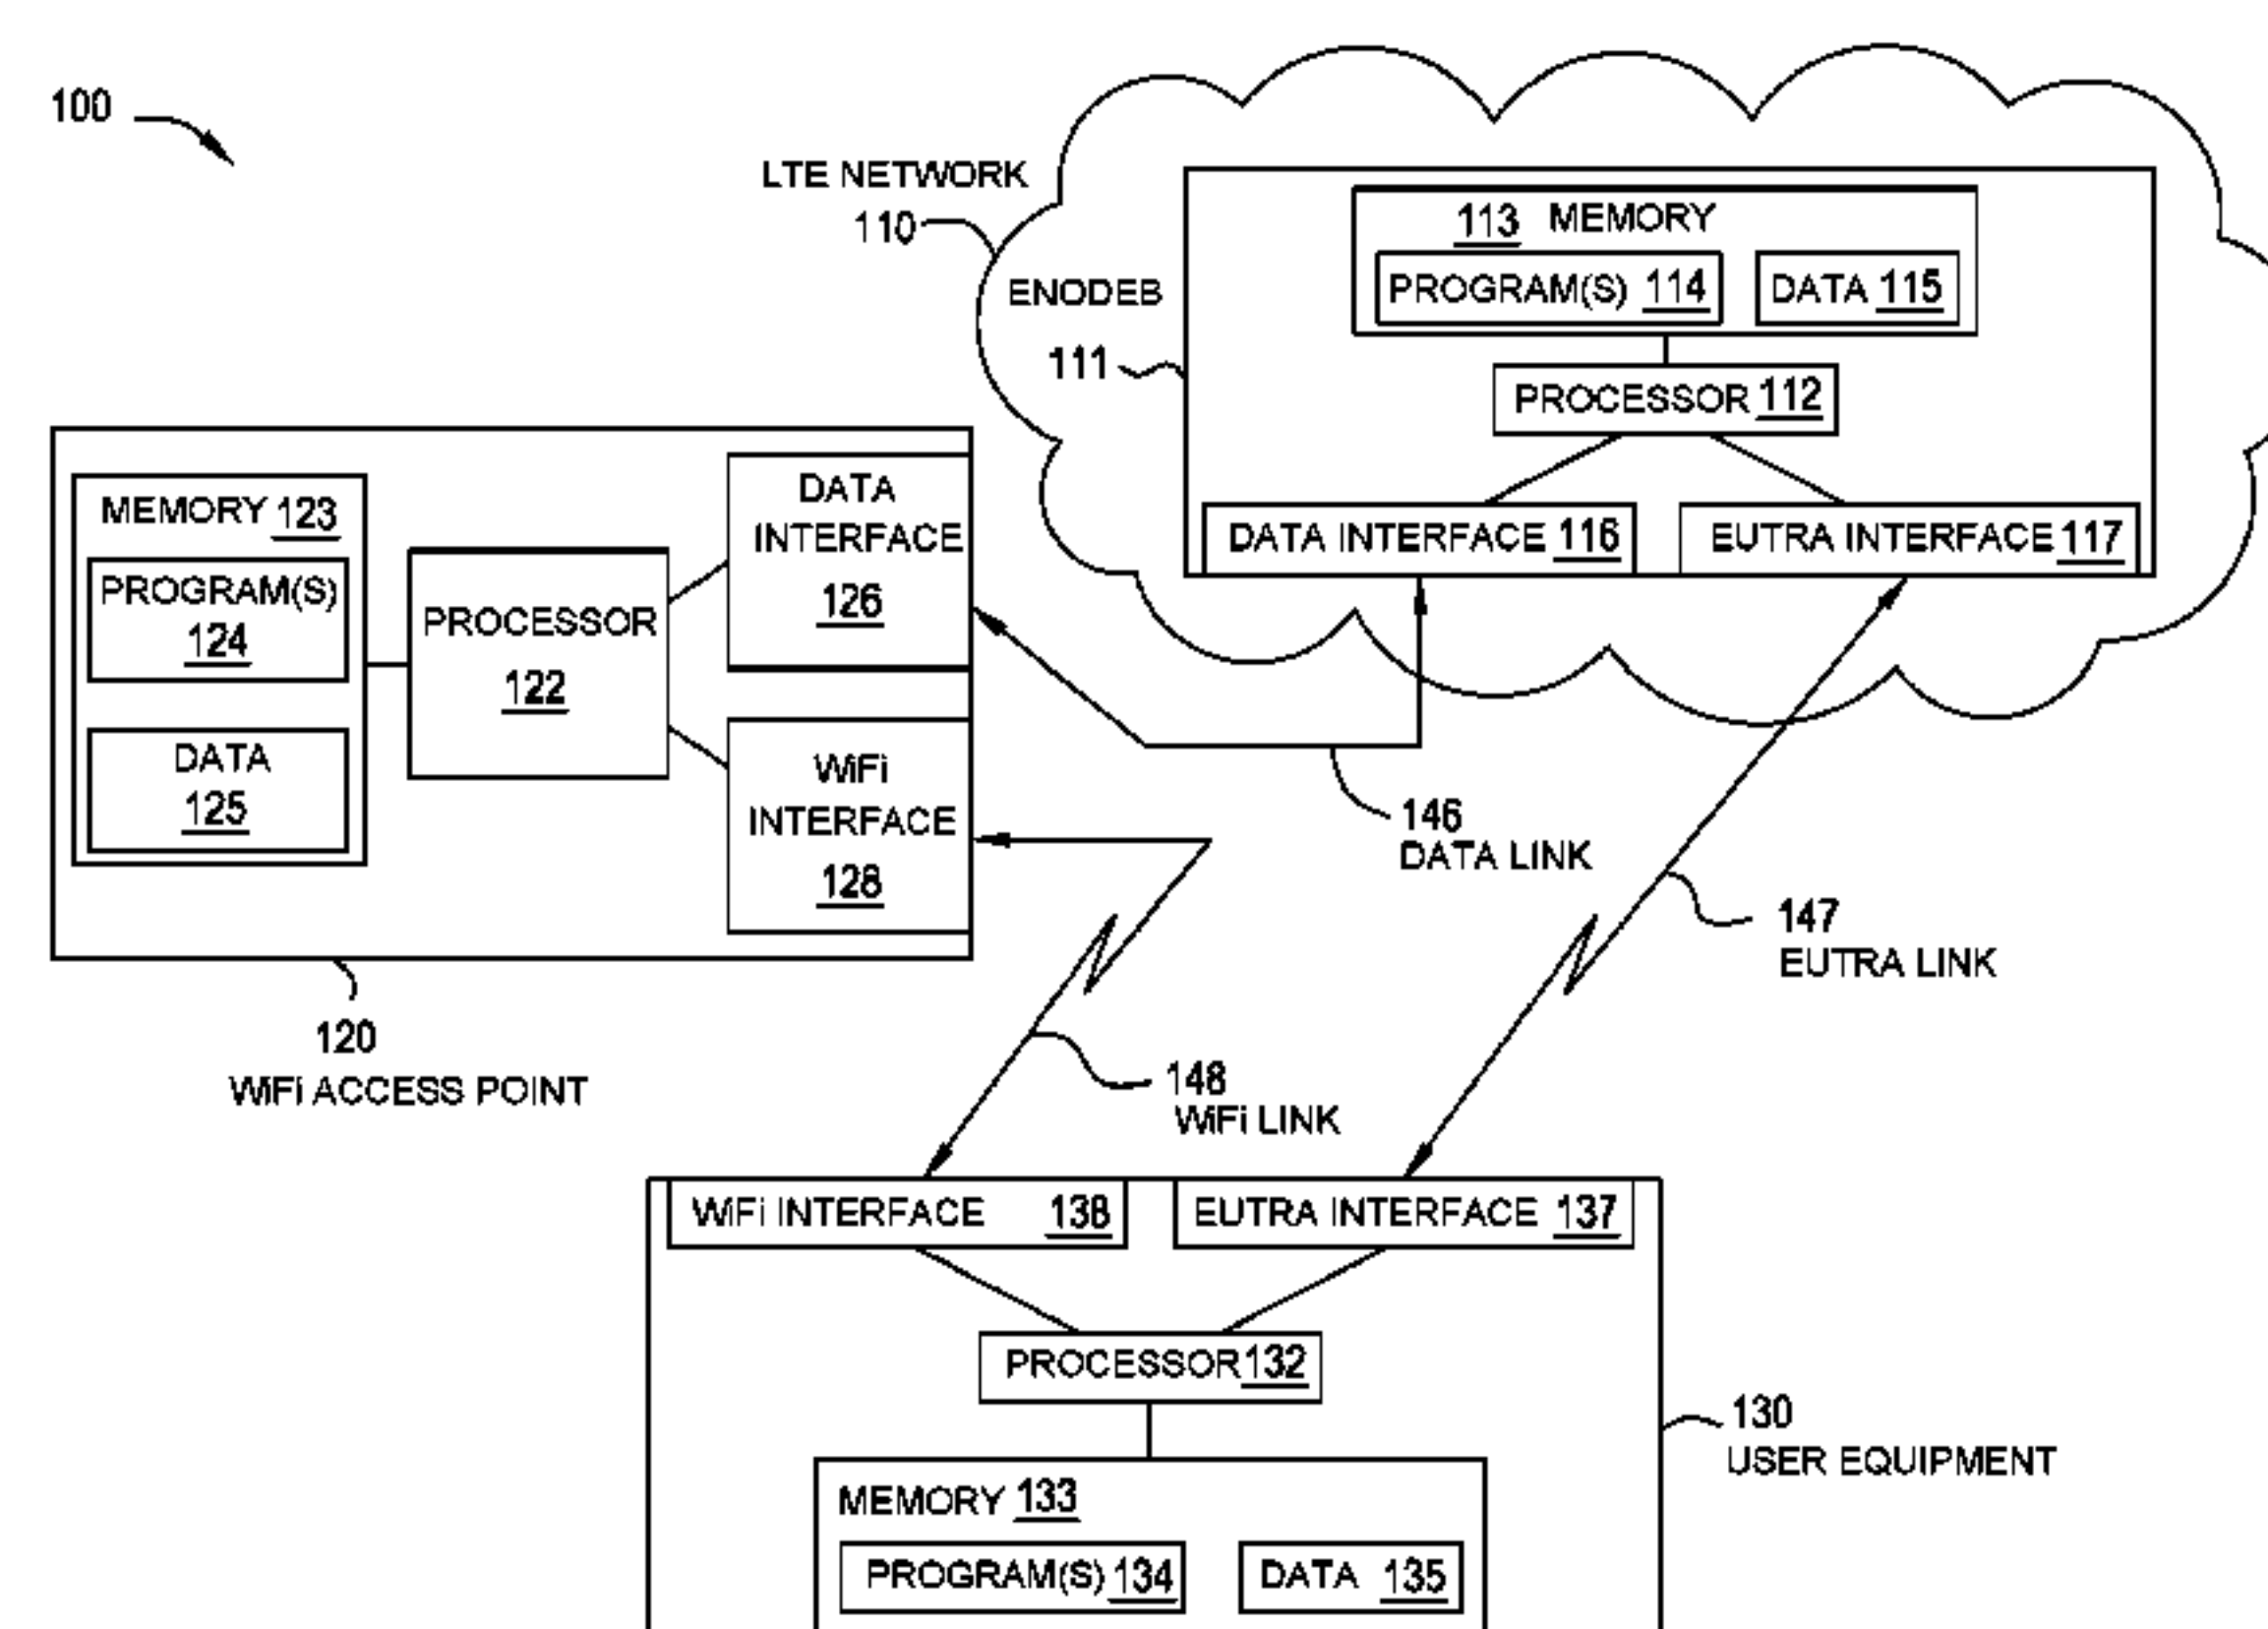 100
LTE NETWORK
110
ENODEB
111
113 MEMORY
PROGRAM(S) 114
DATA 115
PROCESSOR 112
DATA INTERFACE 116
EUTRA INTERFACE 117
MEMORY 123
PROGRAM(S)
124
DATA
125
PROCESSOR
122
DATA
INTERFACE
126
WiFi
INTERFACE
128
120
WiFi ACCESS POINT
146
DATA LINK
147
EUTRA LINK
148
WiFi LINK
WiFi INTERFACE 138
EUTRA INTERFACE 137
PROCESSOR 132
130
USER EQUIPMENT
MEMORY 133
PROGRAM(S) 134
DATA 135